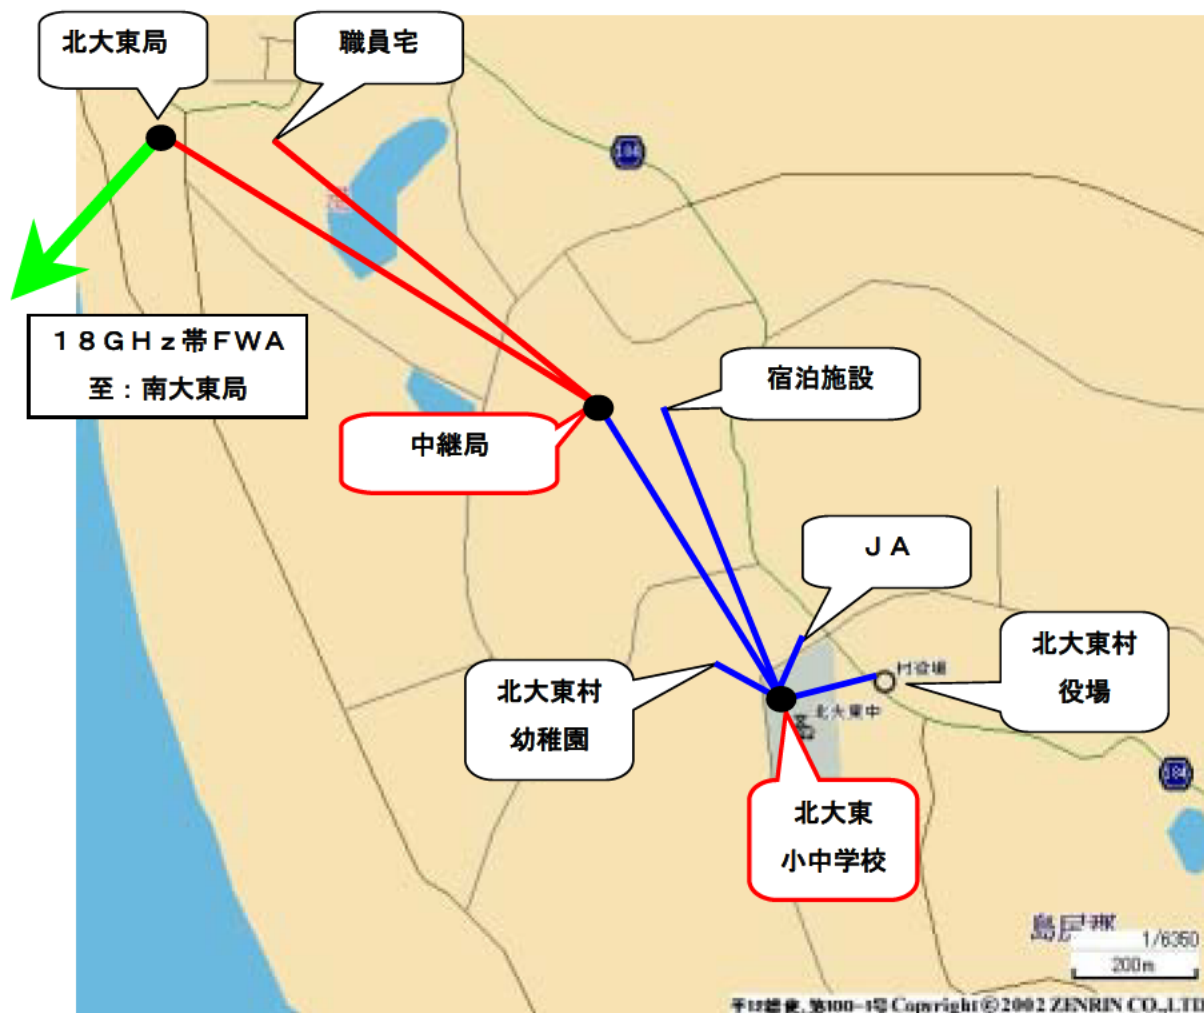 北大東局
職員宅
184
１８ＧＨｚ帯ＦＷＡ
至：南大東局
宿泊施設
中継局
ＪＡ
北大東村
役場
村役場
北大東村
幼稚園
北大東中
184
北大東
小中学校
1/6350
200m
Copyright © 2002 ZENRIN CO.,LTD